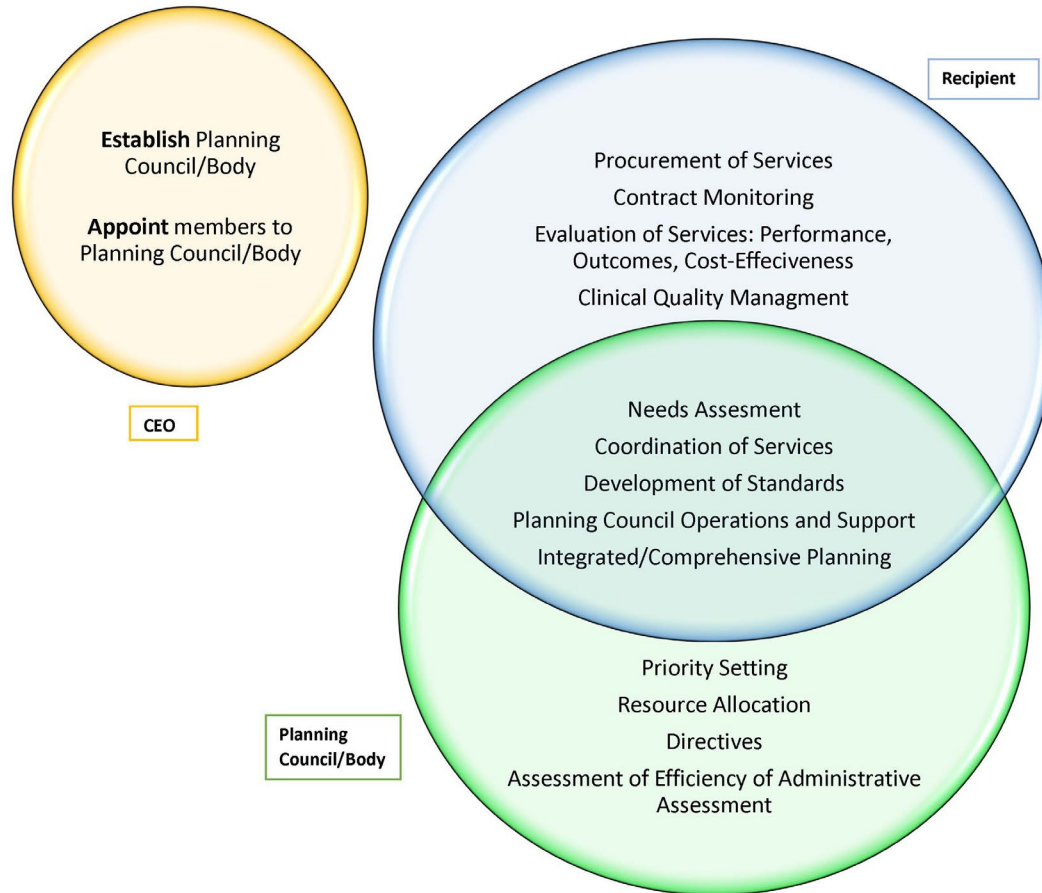 Establish Planning
Council/Body
Appoint members to
Planning Council/Body
CEO
Recipient
Procurement of Services
Contract Monitoring
Evaluation of Services: Performance,
Outcomes, Cost-Effeciveness
Clinical Quality Managment
Needs Assesment
Coordination of Services
Development of Standards
Planning Council Operations and Support
Integrated/Comprehensive Planning
Planning
Council/Body
Priority Setting
Resource Allocation
Directives
Assessment of Efficiency of Administrative
Assessment